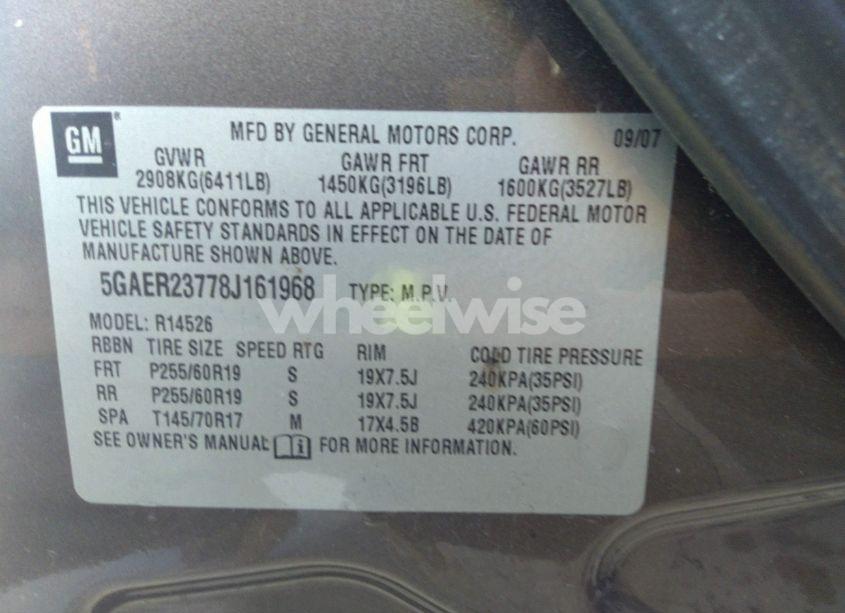 GM ®
MFD BY GENERAL MOTORS CORP. 09/07
GVWR GAWR FRT GAWR RR
2908KG(6411LB) 1450KG(3196LB) 1600KG(3527LB)
THIS VEHICLE CONFORMS TO ALL APPLICABLE U.S. FEDERAL MOTOR
VEHICLE SAFETY STANDARDS IN EFFECT ON THE DATE OF
MANUFACTURE SHOWN ABOVE.
5GAER23778J161968 TYPE: M.P.V.
wheelwise
MODEL: R14526
RBBN TIRE SIZE SPEED RTG RIM COLD TIRE PRESSURE
FRT P255/60R19 S 19X7.5J 240KPA(35PSI)
RR P255/60R19 S 19X7.5J 240KPA(35PSI)
SPA T145/70R17 M 17X4.5B 420KPA(60PSI)
SEE OWNER'S MANUAL FOR MORE INFORMATION.